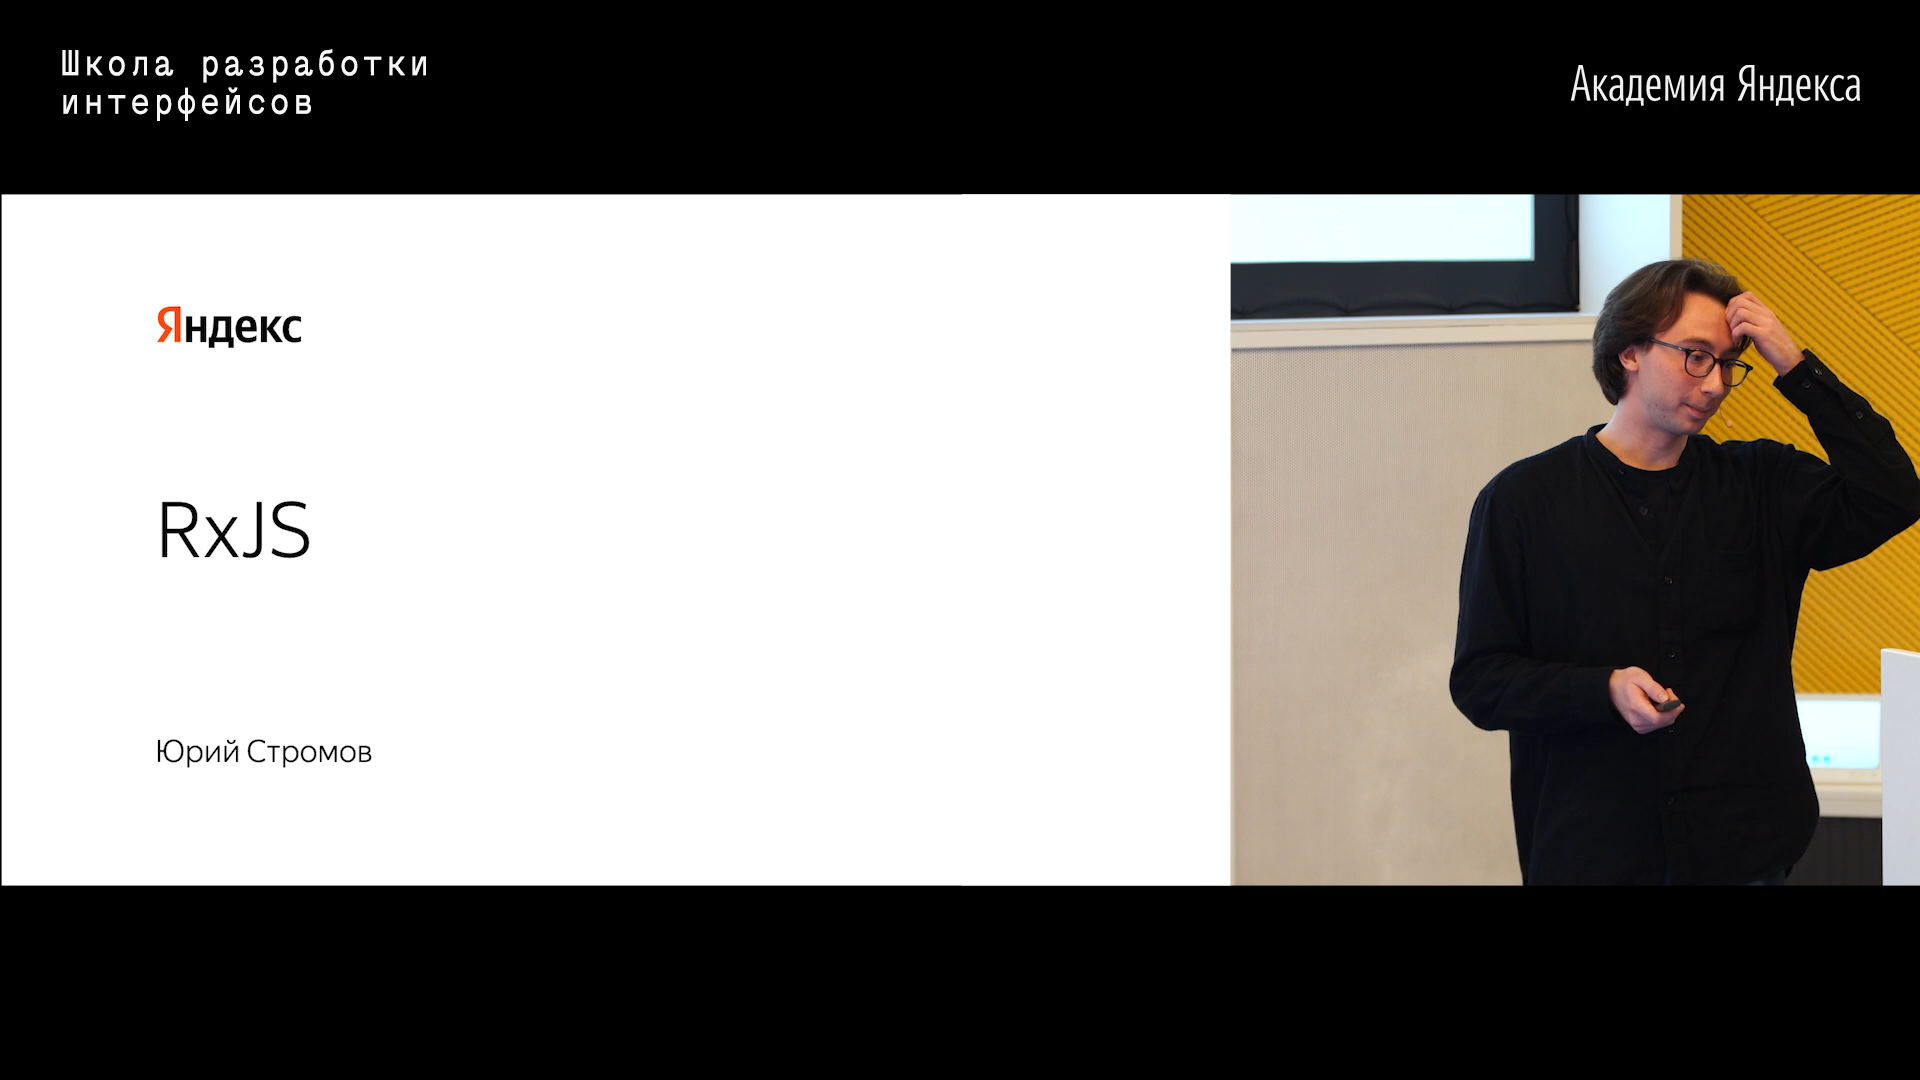 Школа разработки
интерфейсов
Академия Яндекса
Яндекс
RxJS
Юрий Стромов